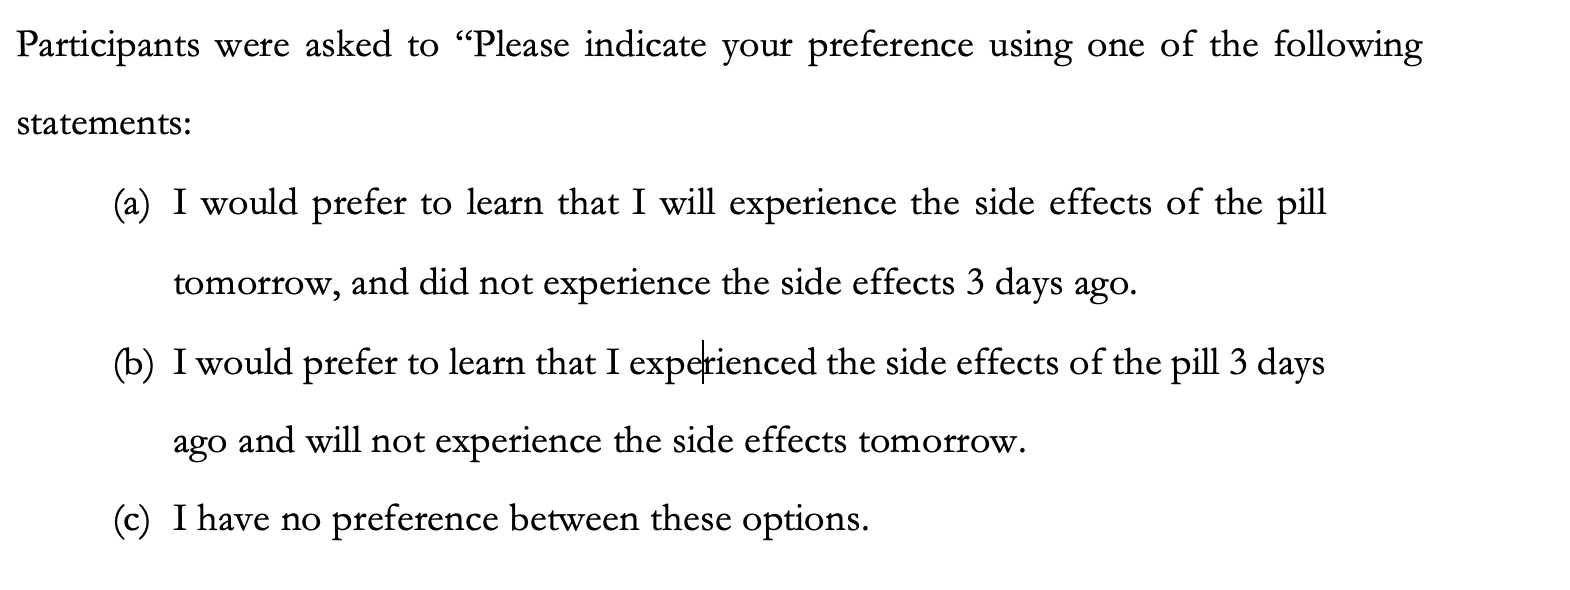 Participants were asked to “Please indicate your preference using one of the following
statements:
(a) I would prefer to learn that I will experience the side effects of the pill
tomorrow, and did not experience the side effects 3 days ago.
(b) I would prefer to learn that I experienced the side effects of the pill 3 days
ago and will not experience the side effects tomorrow.
(c) I have no preference between these options.